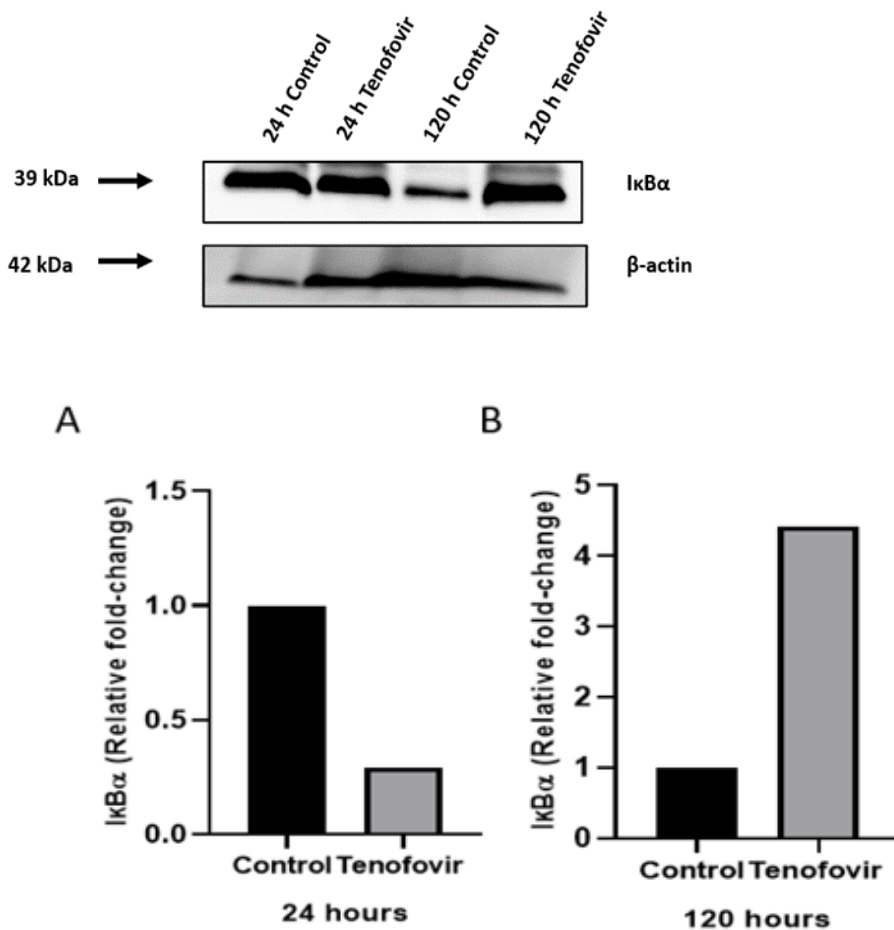 24 h Control
24 h Tenofovir
120 h Control
120 h Tenofovir
39 kDa
IκBα
42 kDa
β-actin
A
B
IκBα (Relative fold-change)
1.5
1.0
0.5
0.0
Control Tenofovir
24 hours
IκBα (Relative fold-change)
5
4
3
2
1
0
Control Tenofovir
120 hours